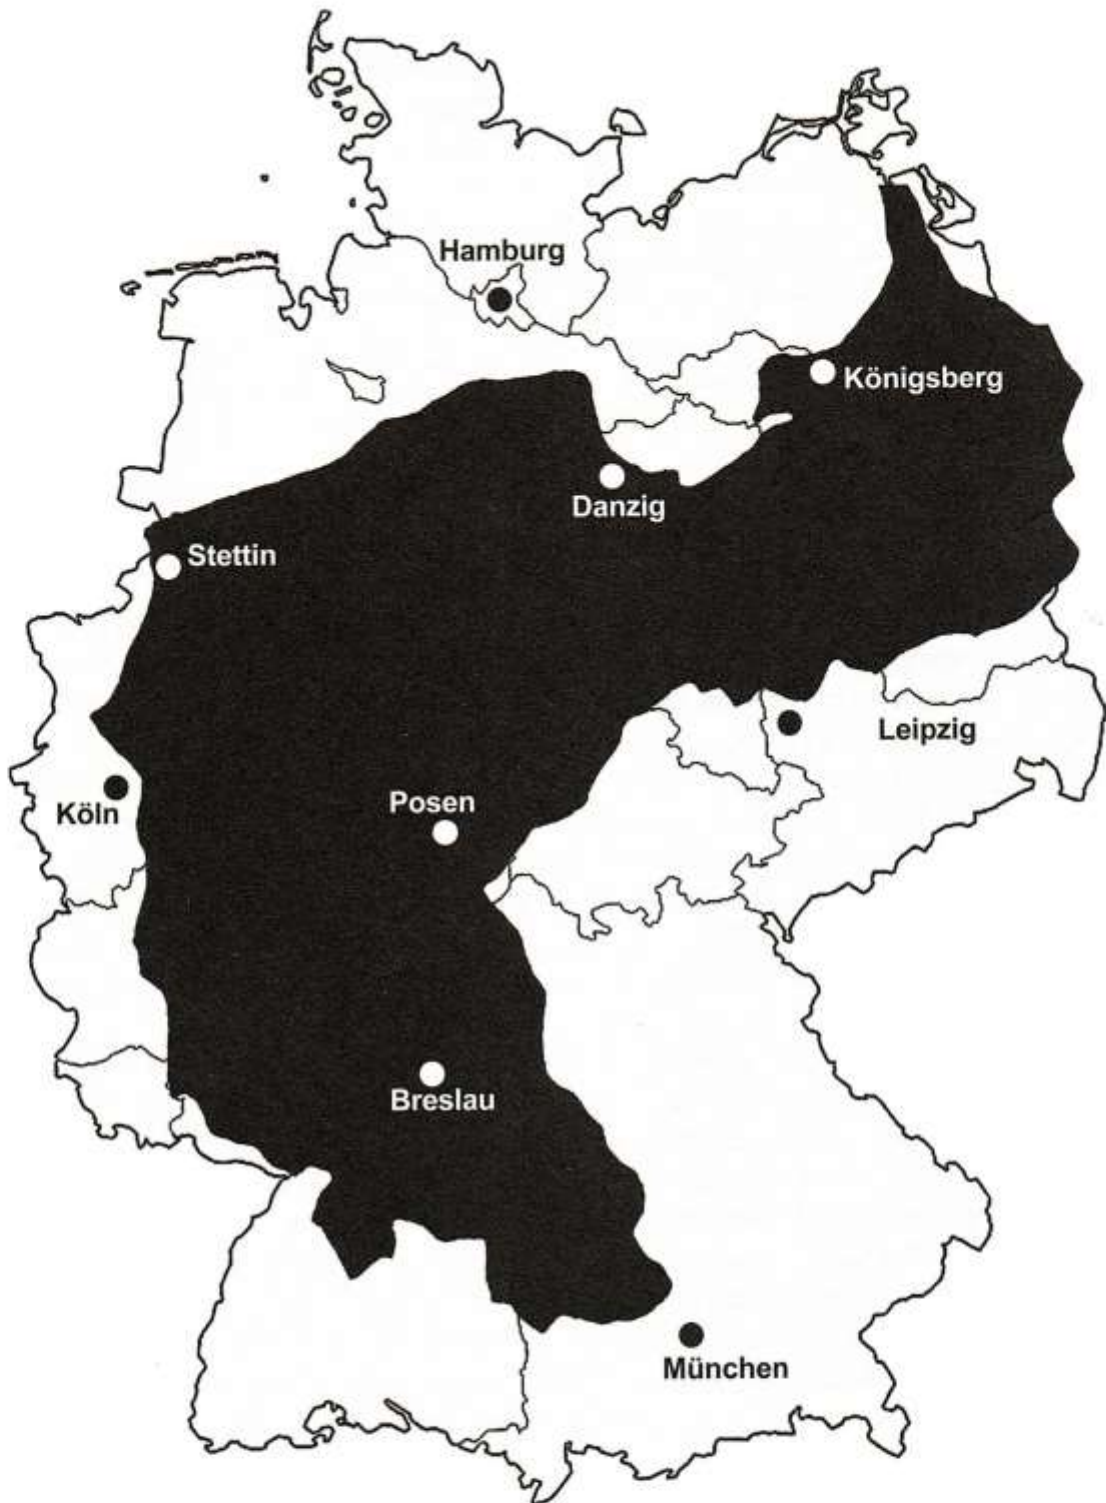 Hamburg
Königsberg
Danzig
Stettin
Leipzig
Posen
Köln
Breslau
München